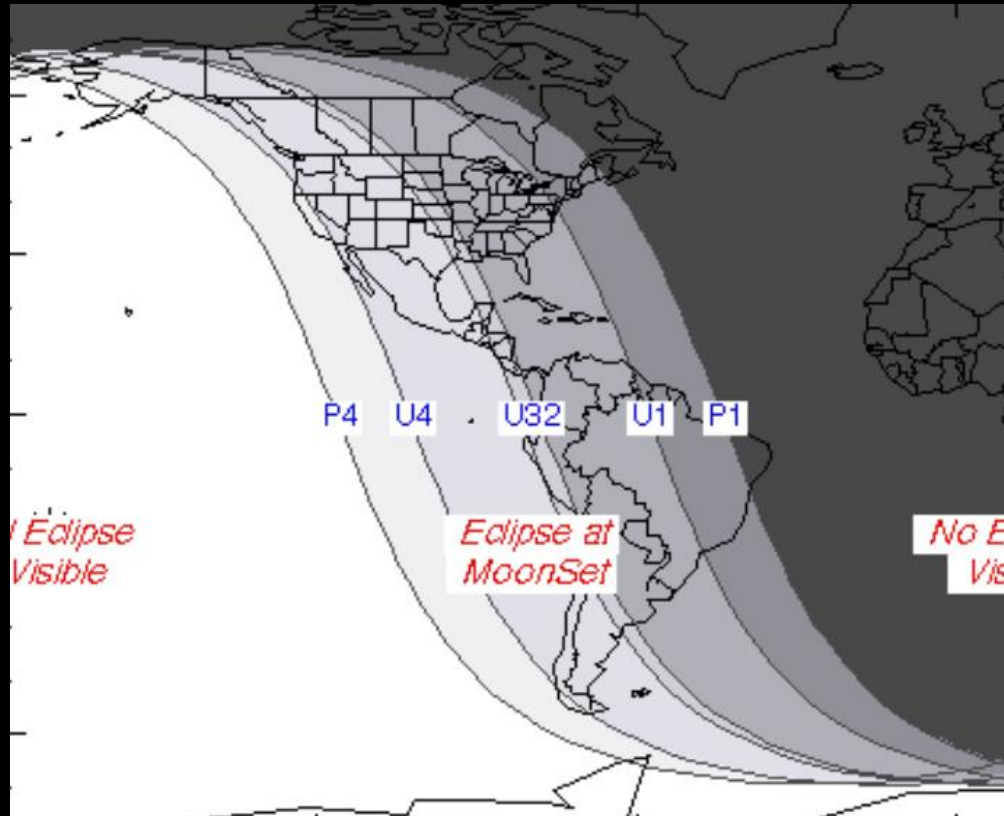 P4 U4 U32 U1 P1
l Eclipse
Visible
Eclipse at
MoonSet
No E
Vis